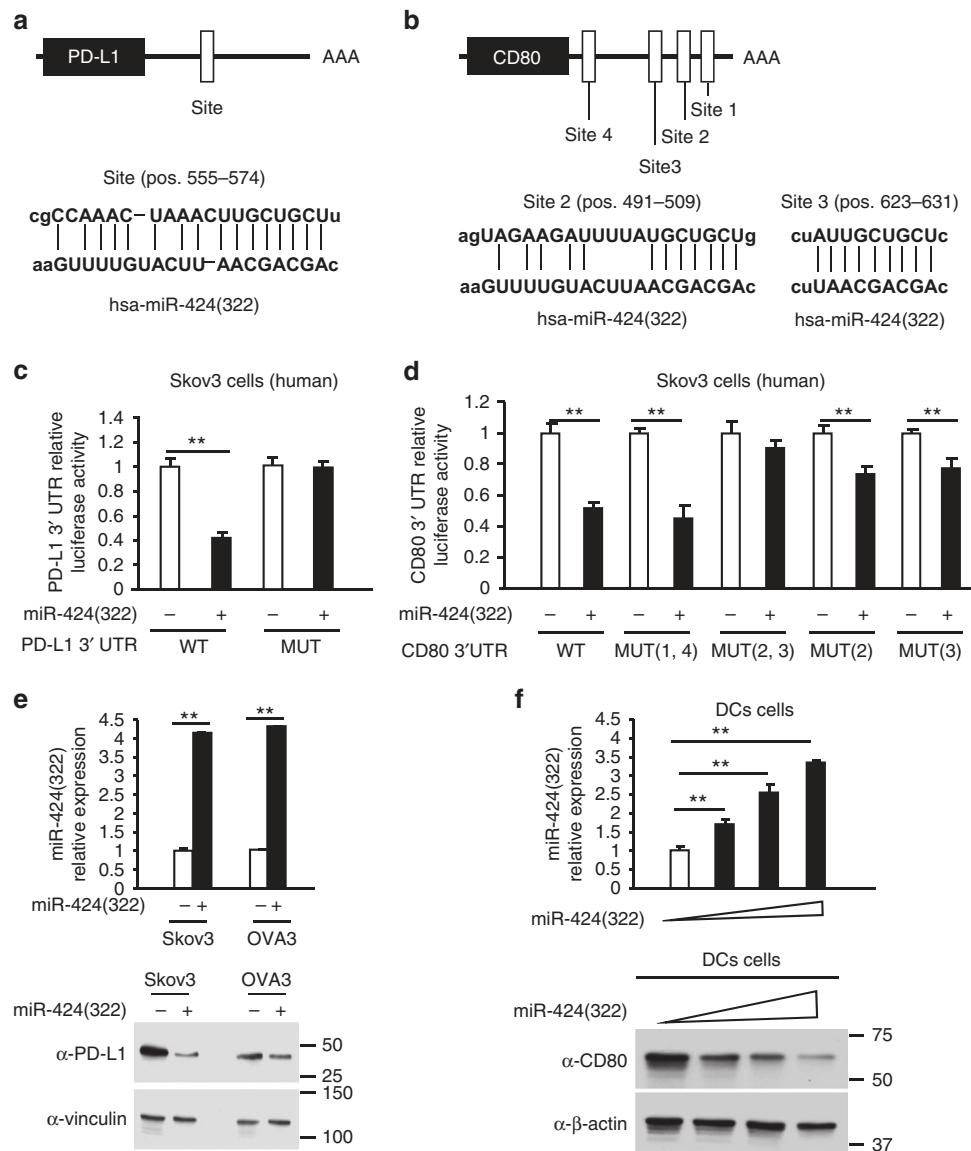 a
PD-L1
AAA
Site
Site (pos. 555–574)
cgCCAAAC–UAAACUUGCUGCUu
aaGUUUUGUACUU–AACGACGAc
hsa-miR-424(322)
b
CD80
AAA
Site 1
Site 4
Site 2
Site3
Site 2 (pos. 491–509)
agUAGAAGAUUUUAUGCUGCUg
aaGUUUUGUACUUAACGACGAc
hsa-miR-424(322)
Site 3 (pos. 623–631)
cuAUUGCUGCUc
cuUAACGACGAc
hsa-miR-424(322)
c
Skov3 cells (human)
PD-L1 3′ UTR relative
luciferase activity
1.4
1.2
1
0.8
0.6
0.4
0.2
0
**
miR-424(322) – + – +
PD-L1 3′ UTR WT MUT
d
Skov3 cells (human)
CD80 3′ UTR relative
luciferase activity
1.2
1
0.8
0.6
0.4
0.2
0
** ** ** **
miR-424(322) – + – + – + – + – +
CD80 3′UTR WT MUT(1, 4) MUT(2, 3) MUT(2) MUT(3)
e
miR-424(322)
relative expression
4.5
4
3.5
3
2.5
2
1.5
1
0.5
0
** **
miR-424(322) – + – +
Skov3 OVA3
Skov3 OVA3
miR-424(322) – + – +
α-PD-L1
50
25
α-vinculin
150
100
f
DCs cells
miR-424(322)
relative expression
4
3.5
3
2.5
2
1.5
1
0.5
0
**
**
**
miR-424(322)
DCs cells
miR-424(322)
α-CD80
75
50
α-β-actin
37